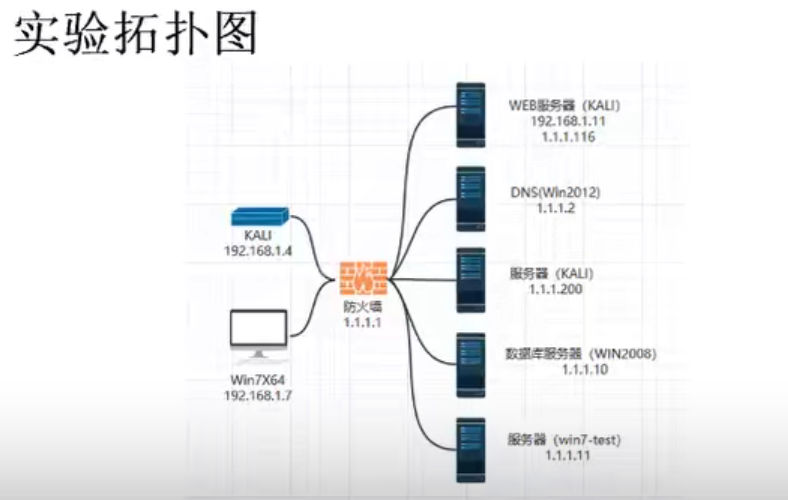 实验拓扑图
WEB服务器（KALI）
192.168.1.11
1.1.1.116
DNS(Win2012)
1.1.1.2
KALI
192.168.1.4
服务器（KALI）
1.1.1.200
防火墙
1.1.1.1
数据库服务器（WIN2008）
1.1.1.10
Win7X64
192.168.1.7
服务器（win7-test）
1.1.1.11